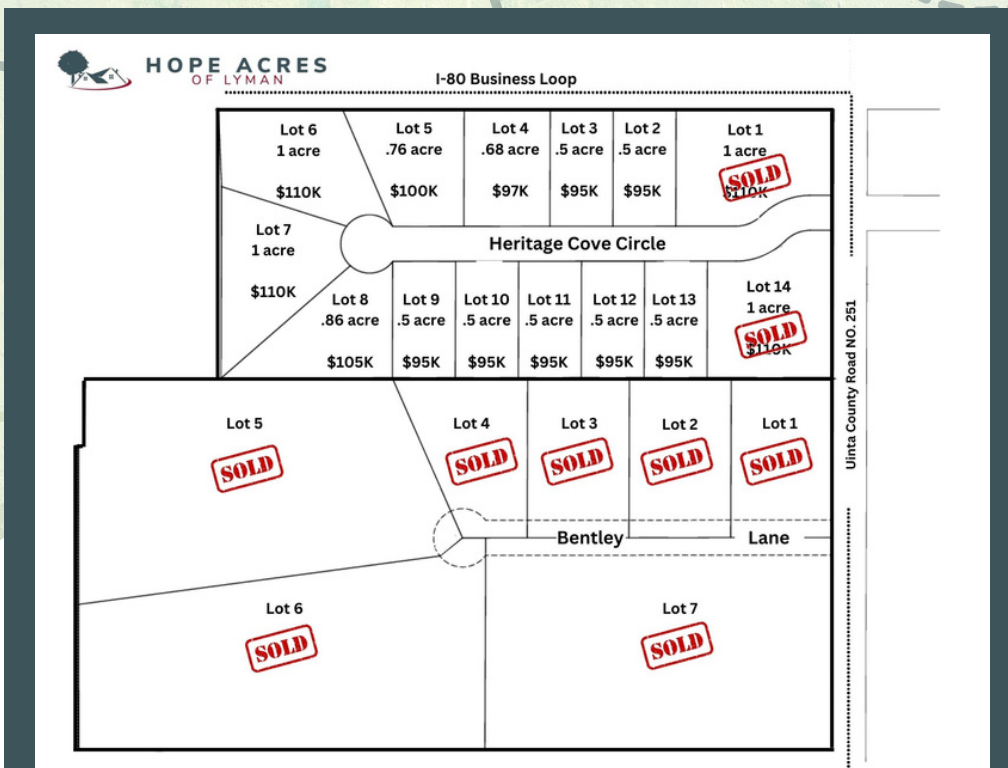 HOPE ACRES
OF LYMAN
I-80 Business Loop
Lot 6
1 acre
$110K
Lot 5
.76 acre
$100K
Lot 4
.68 acre
$97K
Lot 3
.5 acre
$95K
Lot 2
.5 acre
$95K
Lot 1
1 acre
SOLD
$110K
Lot 7
1 acre
$110K
Heritage Cove Circle
Lot 8
.86 acre
$105K
Lot 9
.5 acre
$95K
Lot 10
.5 acre
$95K
Lot 11
.5 acre
$95K
Lot 12
.5 acre
$95K
Lot 13
.5 acre
$95K
Lot 14
1 acre
SOLD
$110K
Uinta County Road NO. 251
Lot 5
SOLD
Lot 4
SOLD
Lot 3
SOLD
Lot 2
SOLD
Lot 1
SOLD
Bentley Lane
Lot 6
SOLD
Lot 7
SOLD